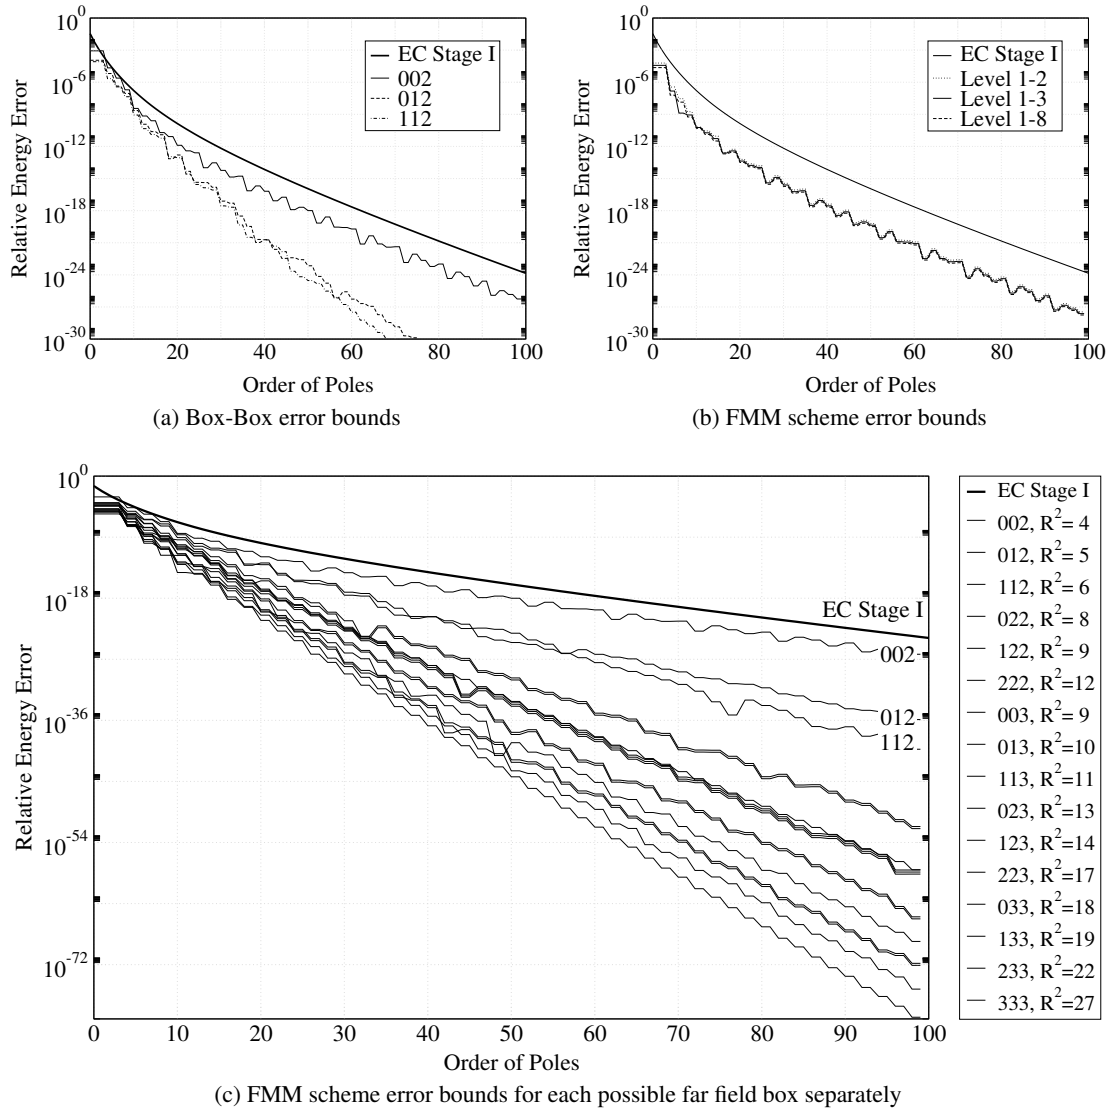 10^0
10^-6
10^-12
10^-18
10^-24
10^-30
Relative Energy Error
EC Stage I
002
012
112
0 20 40 60 80 100
Order of Poles
(a) Box-Box error bounds
10^0
10^-6
10^-12
10^-18
10^-24
10^-30
Relative Energy Error
EC Stage I
Level 1-2
Level 1-3
Level 1-8
0 20 40 60 80 100
Order of Poles
(b) FMM scheme error bounds
10^0
10^-18
10^-36
10^-54
10^-72
Relative Energy Error
EC Stage I
002
012
112
0 10 20 30 40 50 60 70 80 90 100
Order of Poles
EC Stage I
002, R^2= 4
012, R^2= 5
112, R^2= 6
022, R^2= 8
122, R^2= 9
222, R^2=12
003, R^2= 9
013, R^2=10
113, R^2=11
023, R^2=13
123, R^2=14
223, R^2=17
033, R^2=18
133, R^2=19
233, R^2=22
333, R^2=27
(c) FMM scheme error bounds for each possible far field box separately